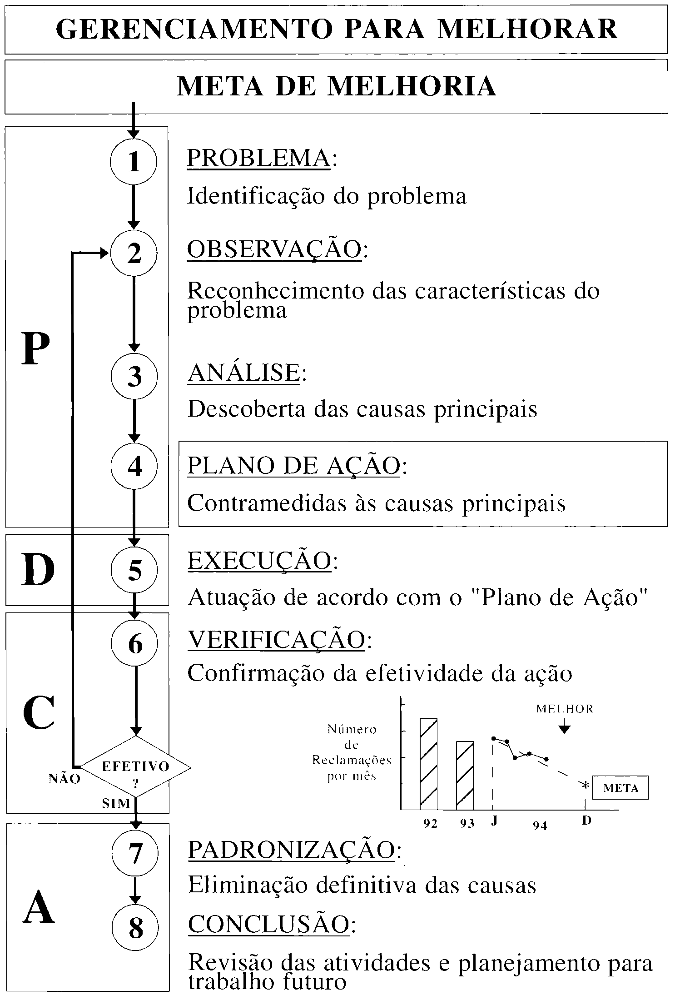 GERENCIAMENTO PARA MELHORAR
META DE MELHORIA
P
1
PROBLEMA:
Identificação do problema
2
OBSERVAÇÃO:
Reconhecimento das características do
problema
3
ANÁLISE:
Descoberta das causas principais
4
PLANO DE AÇÃO:
Contramedidas às causas principais
D
5
EXECUÇÃO:
Atuação de acordo com o "Plano de Ação"
C
6
VERIFICAÇÃO:
Confirmação da efetividade da ação
EFETIVO
?
NÃO
SIM
Número
de
Reclamações
por mês
MELHOR
META
92 93 J 94 D
A
7
PADRONIZAÇÃO:
Eliminação definitiva das causas
8
CONCLUSÃO:
Revisão das atividades e planejamento para
trabalho futuro